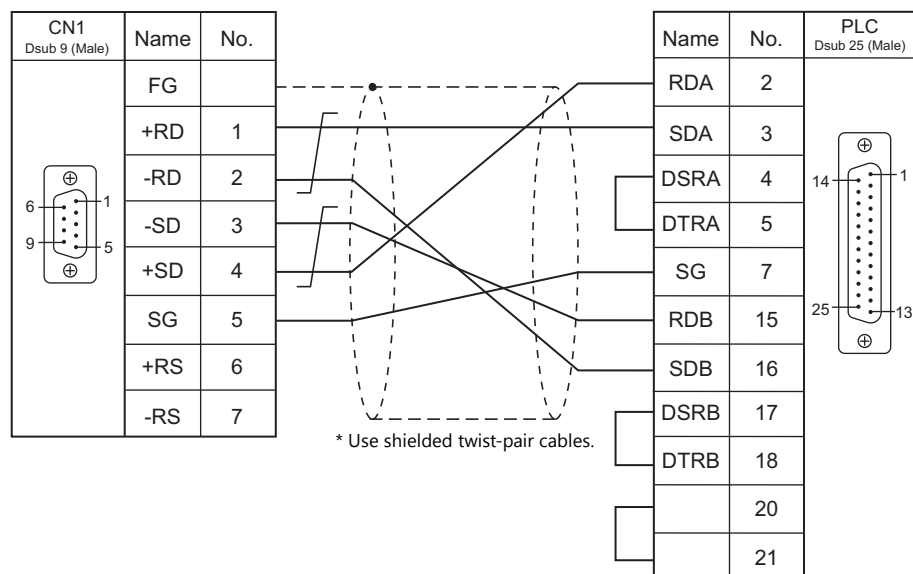 CN1
Dsub 9 (Male)
Name No.
FG
+RD 1
-RD 2
-SD 3
+SD 4
SG 5
+RS 6
-RS 7
6
1
9
5
* Use shielded twist-pair cables.
Name No.
PLC
Dsub 25 (Male)
RDA 2
SDA 3
DSRA 4
DTRA 5
SG 7
RDB 15
SDB 16
DSRB 17
DTRB 18
20
21
14
1
25
13